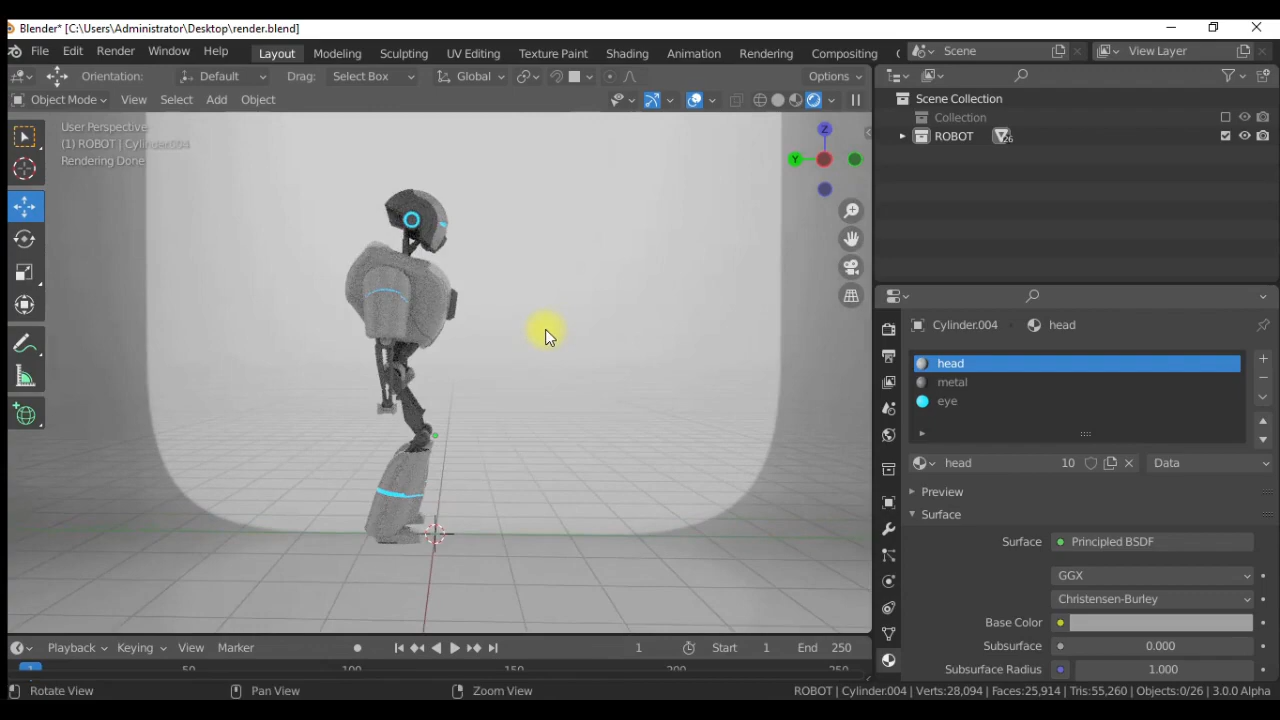 Blender* [C:\Users\Administrator\Desktop\render.blend]
File Edit Render Window Help Layout Modeling Sculpting UV Editing Texture Paint Shading Animation Rendering Compositing Scene View Layer
Orientation: Default Drag: Select Box Global Options
Object Mode View Select Add Object
User Perspective
(1) ROBOT | Cylinder.004
Rendering Done
Z
Y
Scene Collection
Collection
ROBOT 26
Cylinder.004 head
head
metal
eye
head 10 Data
Preview
Surface
Surface Principled BSDF
GGX
Christensen-Burley
Base Color
Subsurface 0.000
Subsurface Radius 1.000
Playback Keying View Marker 1 Start 1 End 250
1 50 100 150 200 250
Rotate View Pan View Zoom View ROBOT | Cylinder.004 | Verts:28,094 | Faces:25,914 | Tris:55,260 | Objects:0/26 | 3.0.0 Alpha